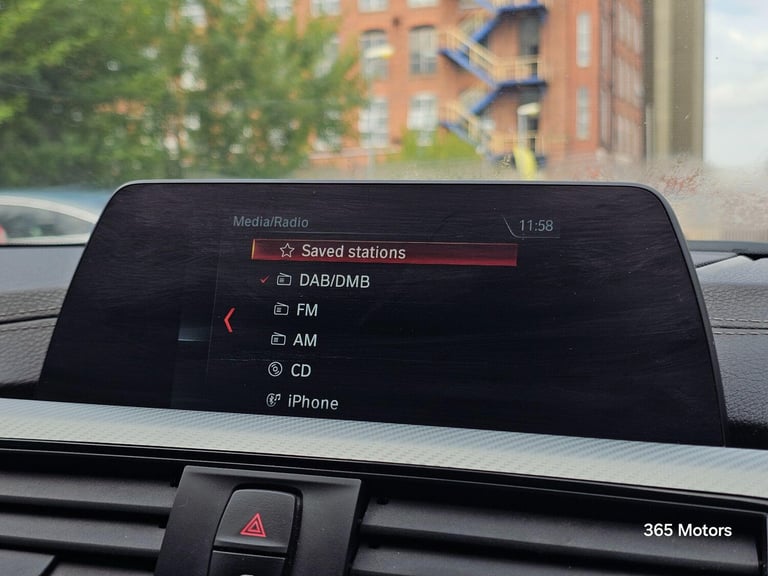 Media/Radio
11:58
Saved stations
DAB/DMB
FM
AM
CD
iPhone
365 Motors